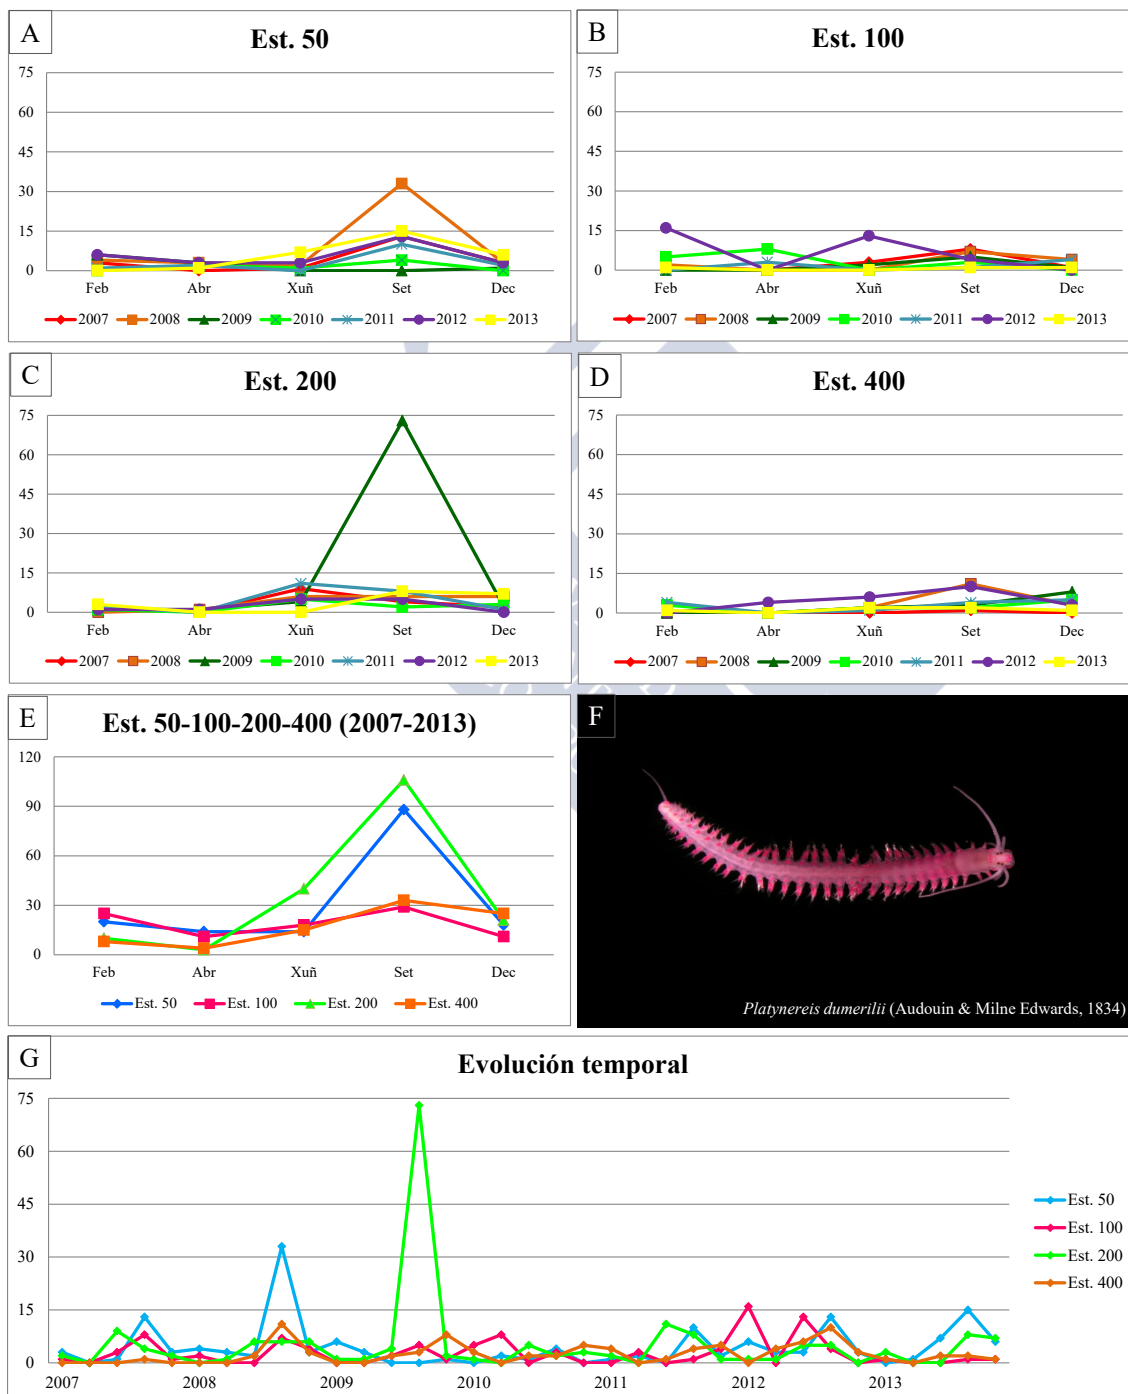 A
Est. 50
75
60
45
30
15
0
Feb Abr Xuñ Set Dec
2007 2008 2009 2010 2011 2012 2013
B
Est. 100
75
60
45
30
15
0
Feb Abr Xuñ Set Dec
2007 2008 2009 2010 2011 2012 2013
C
Est. 200
75
60
45
30
15
0
Feb Abr Xuñ Set Dec
2007 2008 2009 2010 2011 2012 2013
D
Est. 400
75
60
45
30
15
0
Feb Abr Xuñ Set Dec
2007 2008 2009 2010 2011 2012 2013
E
Est. 50-100-200-400 (2007-2013)
120
90
60
30
0
Feb Abr Xuñ Set Dec
Est. 50 Est. 100 Est. 200 Est. 400
F
Platynereis dumerilii (Audouin & Milne Edwards, 1834)
G
Evolución temporal
75
60
45
30
15
0
2007 2008 2009 2010 2011 2012 2013
Est. 50
Est. 100
Est. 200
Est. 400